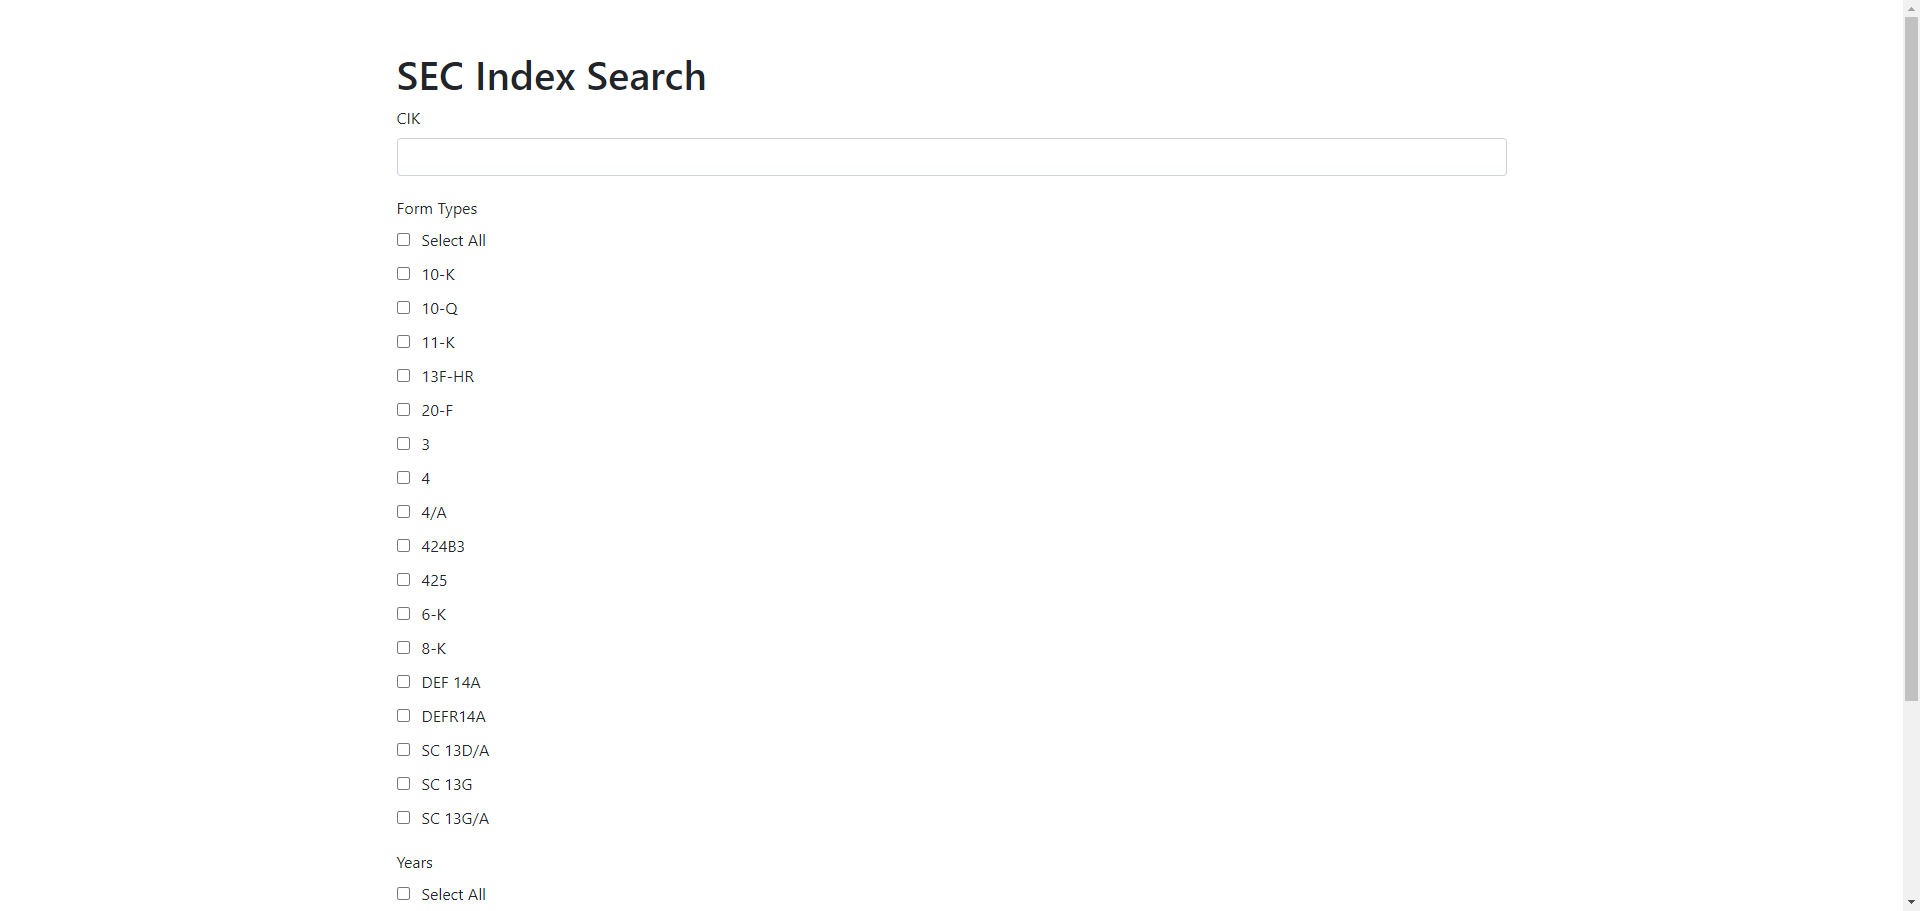 SEC Index Search
CIK
Form Types
Select All
10-K
10-Q
11-K
13F-HR
20-F
3
4
4/A
424B3
425
6-K
8-K
DEF 14A
DEFR14A
SC 13D/A
SC 13G
SC 13G/A
Years
Select All